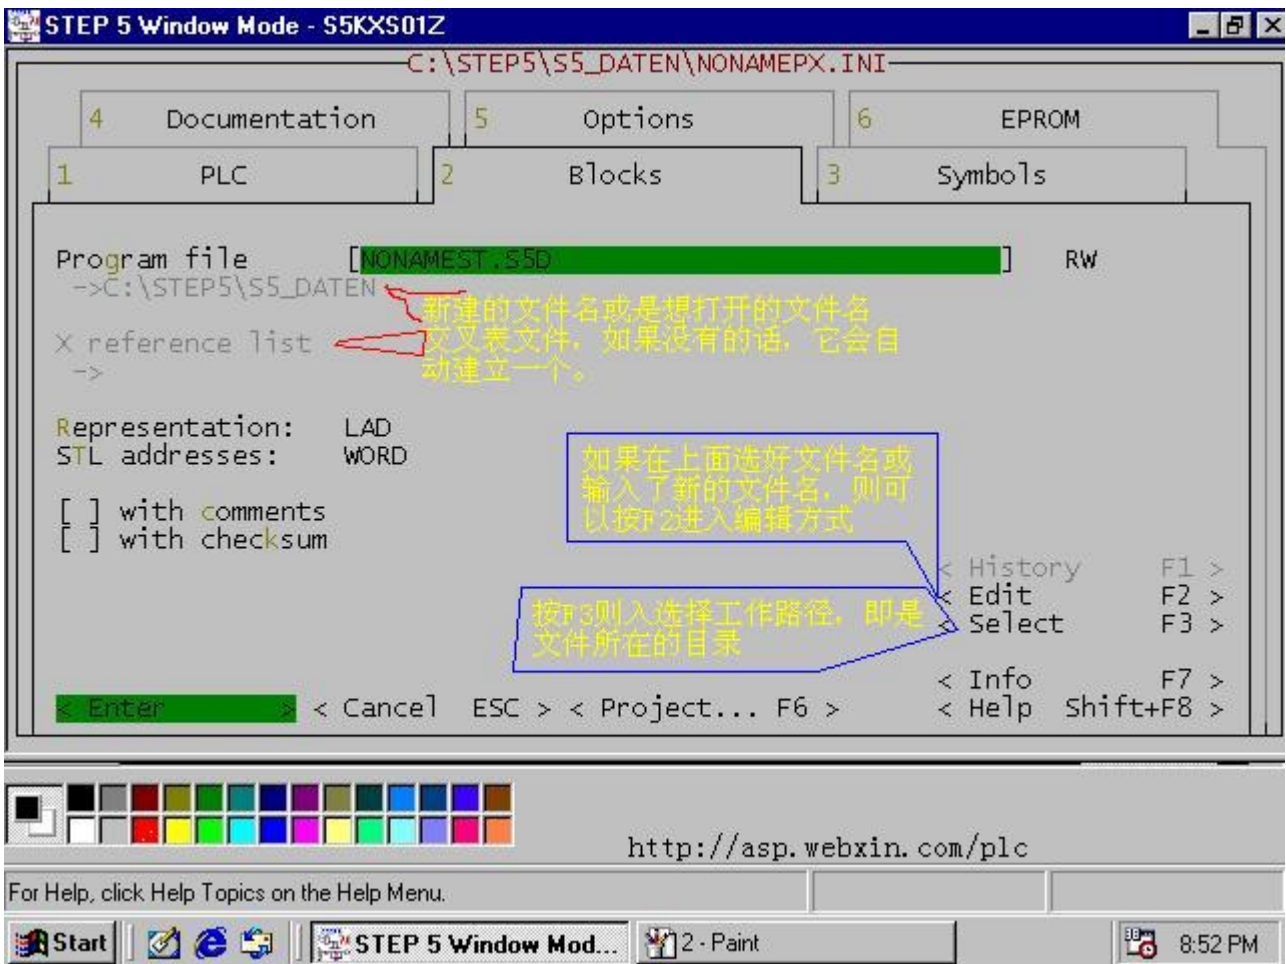 STEP 5 Window Mode - S5KXS01Z
C:\STEP5\S5_DATEN\NONAMEPX.INI
4 Documentation 5 Options 6 EPROM
1 PLC 2 Blocks 3 Symbols
Program file [NONAMEST.S5D ] RW
->C:\STEP5\S5_DATEN
新建的文件名或是想打开的文件名
X reference list
交叉表文件，如果没有的话，它会自
动建立一个。
->
Representation: LAD
STL addresses: WORD
[ ] with comments
[ ] with checksum
如果在上面选好文件名或
输入了新的文件名，则可
以按F2进入编辑方式
按F3则入选择工作路径，即是
文件所在的目录
< History F1 >
< Edit F2 >
< Select F3 >
< Info F7 >
< Enter > < Cancel ESC > < Project... F6 > < Help Shift+F8 >
http://asp.webxin.com/plc
For Help, click Help Topics on the Help Menu.
Start STEP 5 Window Mod... 2 - Paint 8:52 PM